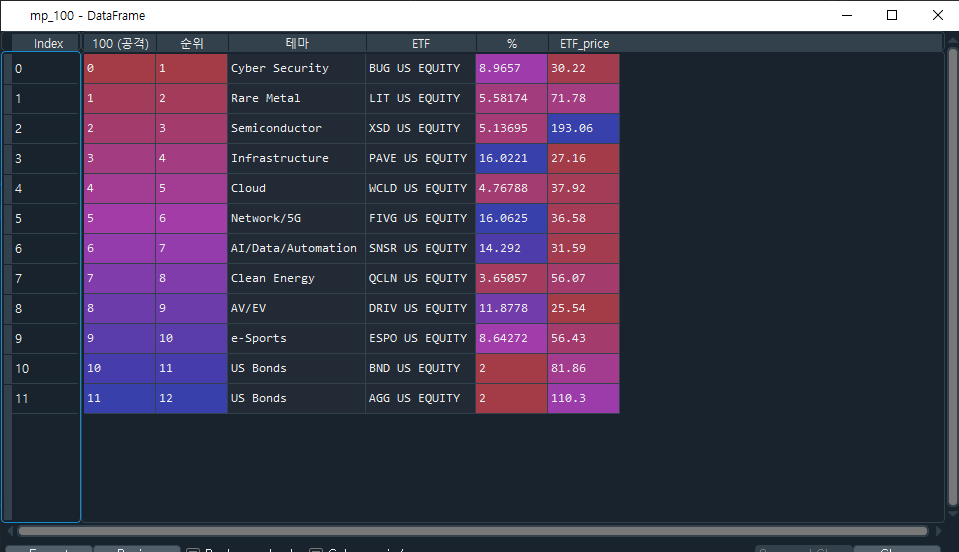 mp_100 - DataFrame
Index 100 (공격) 순위 테마 ETF % ETF_price
0 0 1 Cyber Security BUG US EQUITY 8.9657 30.22
1 1 2 Rare Metal LIT US EQUITY 5.58174 71.78
2 2 3 Semiconductor XSD US EQUITY 5.13695 193.06
3 3 4 Infrastructure PAVE US EQUITY 16.0221 27.16
4 4 5 Cloud WCLD US EQUITY 4.76788 37.92
5 5 6 Network/5G FIVG US EQUITY 16.0625 36.58
6 6 7 AI/Data/Automation SNSR US EQUITY 14.292 31.59
7 7 8 Clean Energy QCLN US EQUITY 3.65057 56.07
8 8 9 AV/EV DRIV US EQUITY 11.8778 25.54
9 9 10 e-Sports ESPO US EQUITY 8.64272 56.43
10 10 11 US Bonds BND US EQUITY 2 81.86
11 11 12 US Bonds AGG US EQUITY 2 110.3